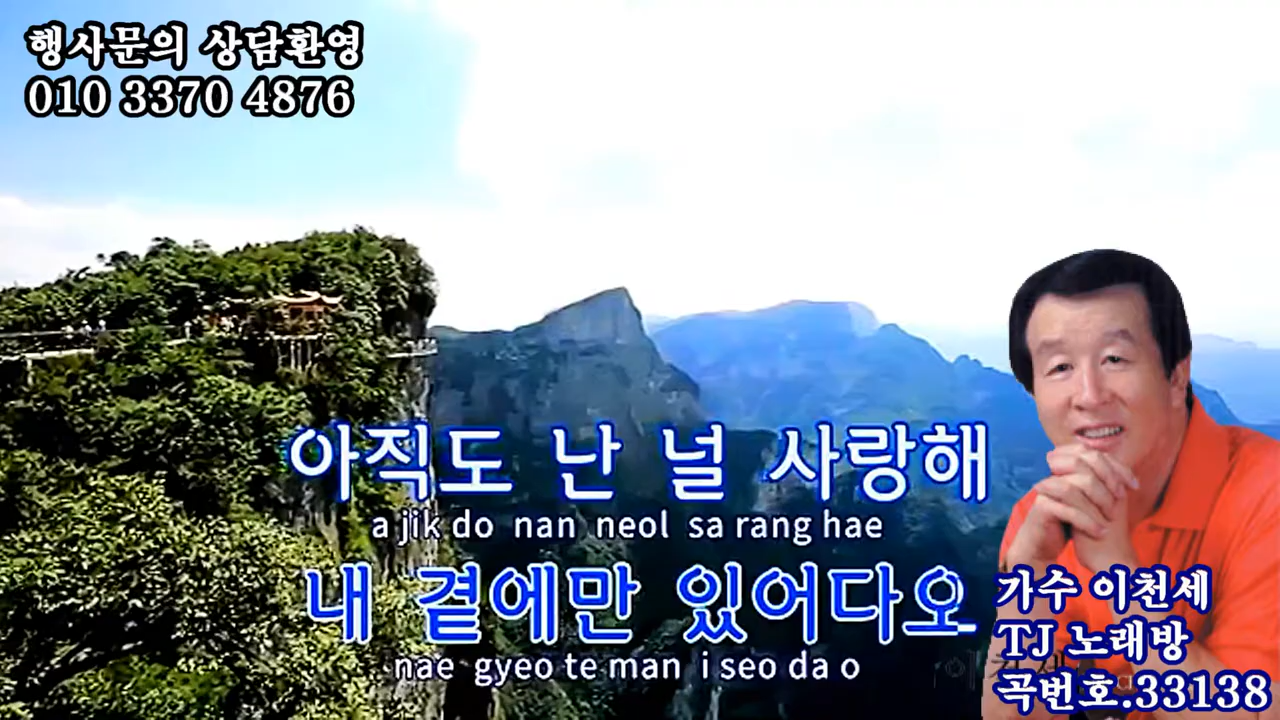 행사문의 상담환영
010 3370 4876
아직도 난 널 사랑해
a jik do nan neol sa rang hae
내 곁에만 있어다오
nae gyeo te man i seo da o
가수 이천세
TJ 노래방
곡번호.33138